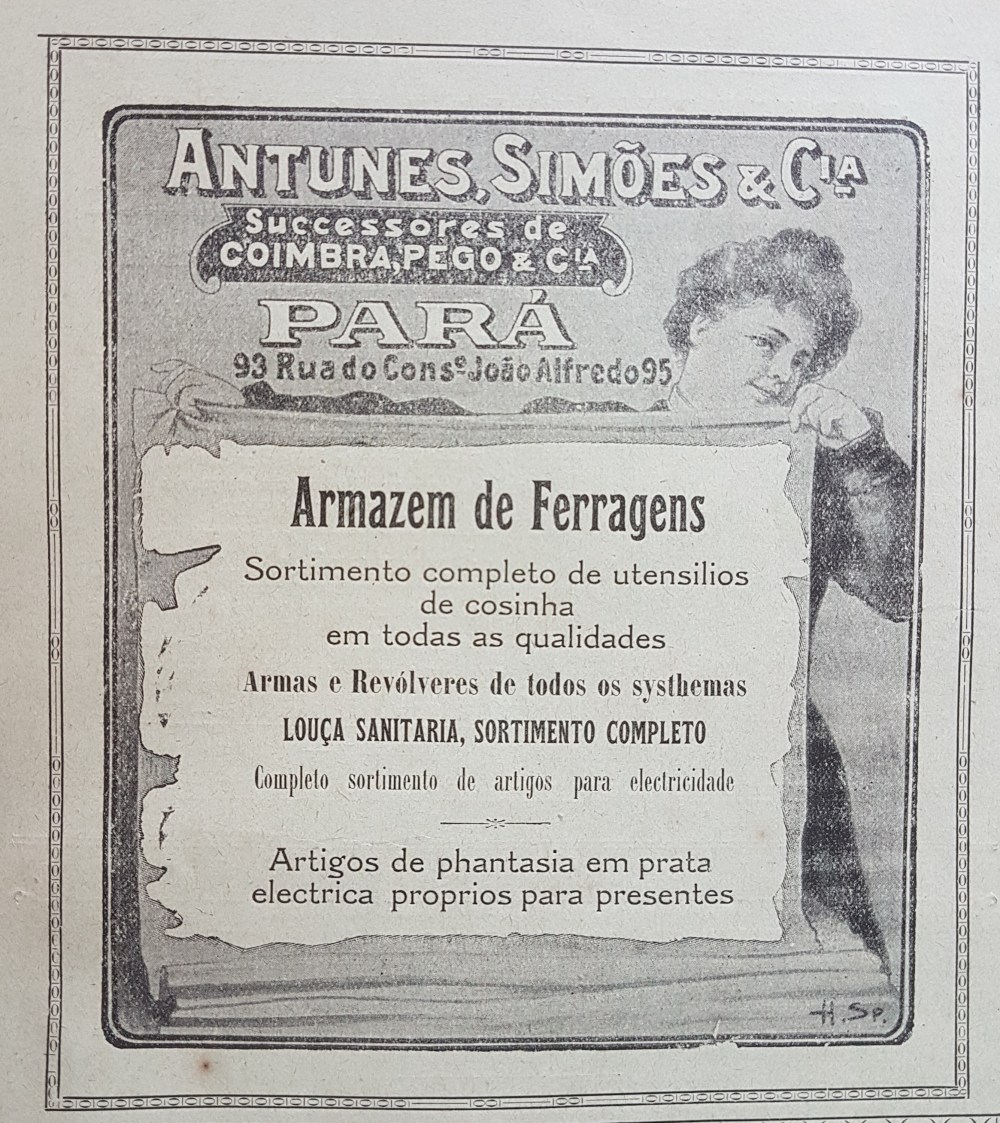 ANTUNES, SIMÕES & CIA
Successores de
COIMBRA, PEGO & CIA
PARÁ
93 Rua do Cons.º João Alfredo 95
Armazem de Ferragens
Sortimento completo de utensilios
de cosinha
em todas as qualidades
Armas e Revólveres de todos os systhemas
LOUÇA SANITARIA, SORTIMENTO COMPLETO
Completo sortimento de artigos para electricidade
Artigos de phantasia em prata
electrica proprios para presentes
H. Sp.